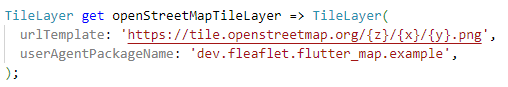 TileLayer get openStreetMapTileLayer => TileLayer(
  urlTemplate: 'https://tile.openstreetmap.org/{z}/{x}/{y}.png',
  userAgentPackageName: 'dev.fleaflet.flutter_map.example',
);